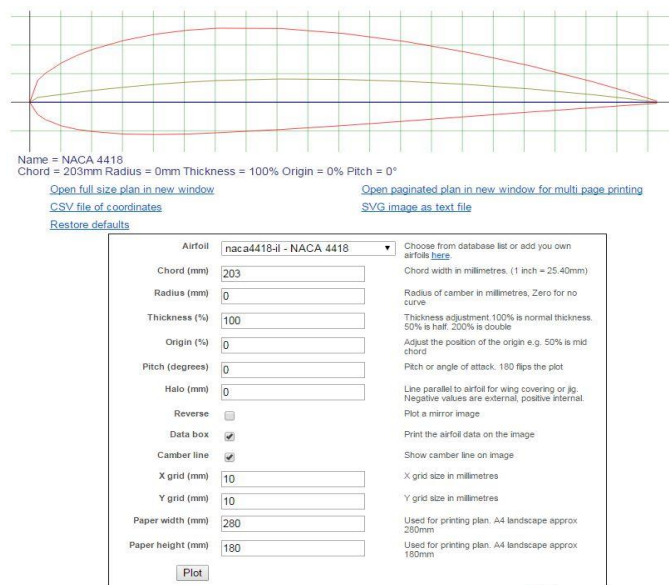 Name = NACA 4418
Chord = 203mm Radius = 0mm Thickness = 100% Origin = 0% Pitch = 0°
Open full size plan in new window
Open paginated plan in new window for multi page printing
CSV file of coordinates
SVG image as text file
Restore defaults
Airfoil
naca4418-il - NACA 4418
Choose from database list or add you own
airfoils here.
Chord (mm)
203
Chord width in millimetres. (1 inch = 25.40mm)
Radius (mm)
0
Radius of camber in millimetres, Zero for no
curve
Thickness (%)
100
Thickness adjustment.100% is normal thickness.
50% is half. 200% is double
Origin (%)
0
Adjust the position of the origin e.g. 50% is mid
chord
Pitch (degrees)
0
Pitch or angle of attack. 180 flips the plot
Halo (mm)
0
Line parallel to airfoil for wing covering or jig.
Negative values are external, positive internal.
Reverse
Plot a mirror image
Data box
Print the airfoil data on the image
Camber line
Show camber line on image
X grid (mm)
10
X grid size in millimetres
Y grid (mm)
10
Y grid size in millimetres
Paper width (mm)
280
Used for printing plan. A4 landscape approx
280mm
Paper height (mm)
180
Used for printing plan. A4 landscape approx
180mm
Plot